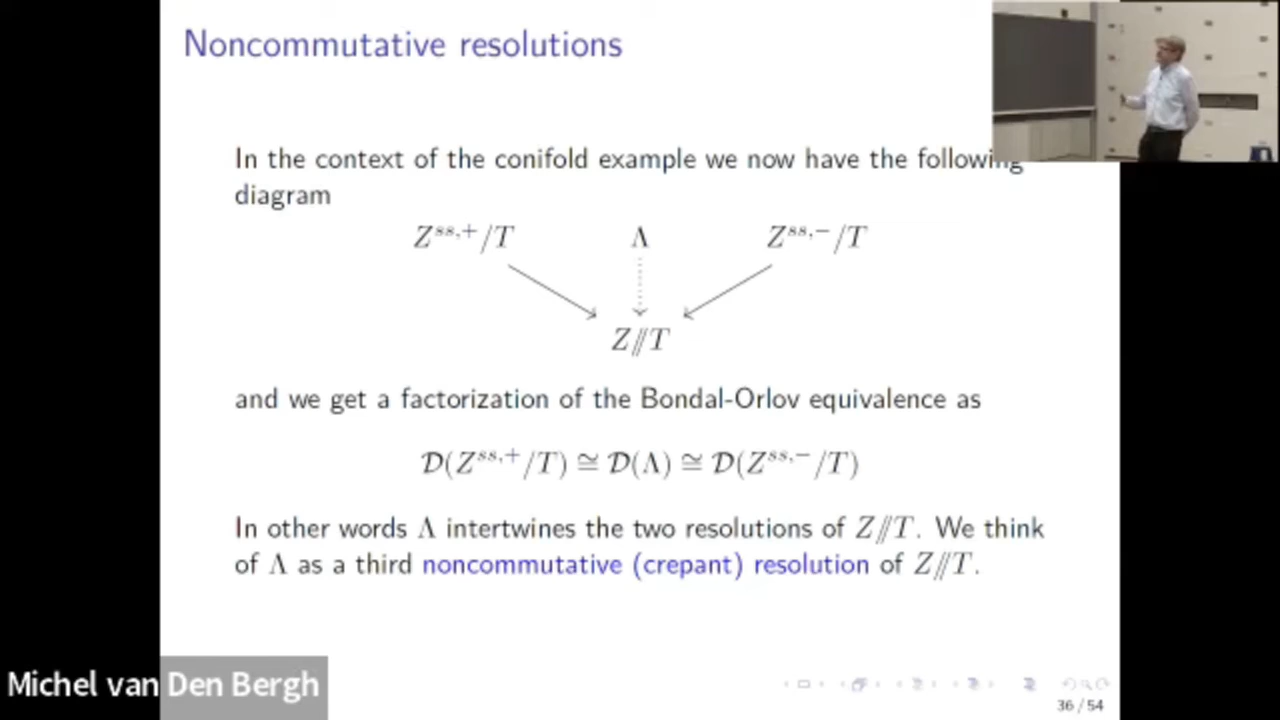 Noncommutative resolutions
In the context of the conifold example we now have the following
diagram
Z^{ss,+}/T Λ Z^{ss,−}/T
Z//T
and we get a factorization of the Bondal-Orlov equivalence as
𝒟(Z^{ss,+}/T) ≅ 𝒟(Λ) ≅ 𝒟(Z^{ss,−}/T)
In other words Λ intertwines the two resolutions of Z//T. We think
of Λ as a third noncommutative (crepant) resolution of Z//T.
Michel van Den Bergh
36 / 54